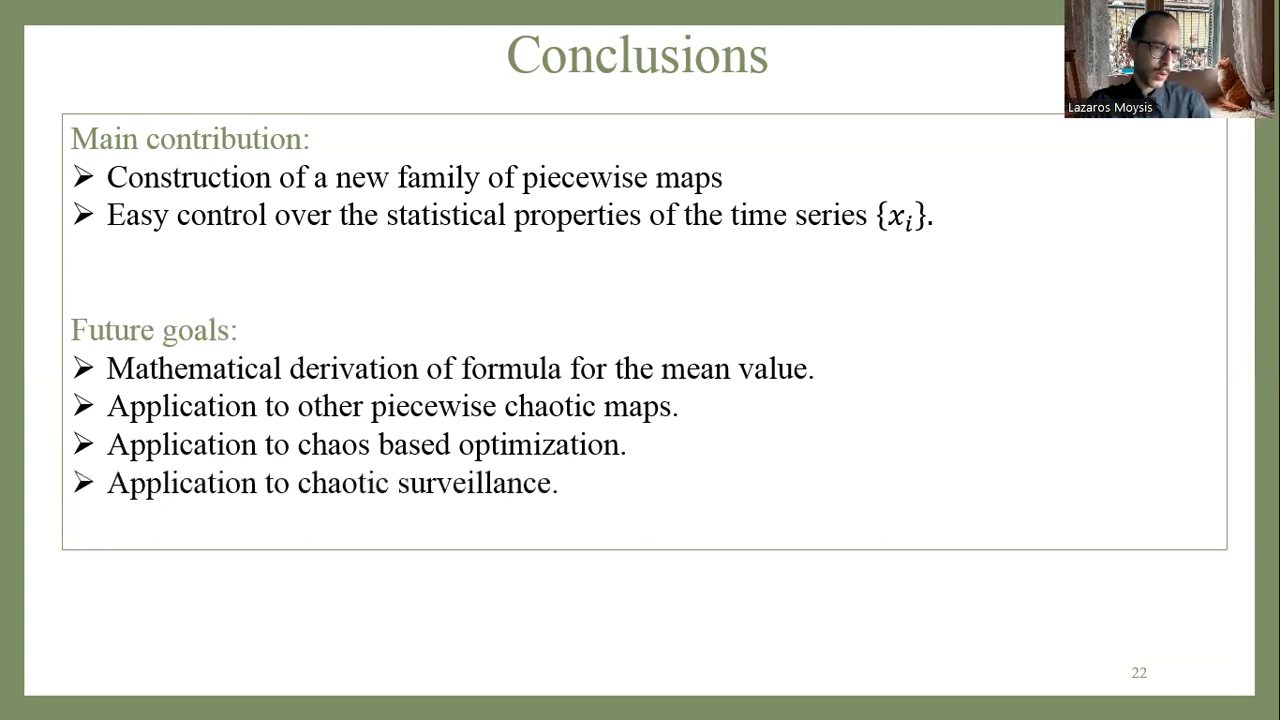 Conclusions
Lazaros Moysis
Main contribution:
➢ Construction of a new family of piecewise maps
➢ Easy control over the statistical properties of the time series {xᵢ}.
Future goals:
➢ Mathematical derivation of formula for the mean value.
➢ Application to other piecewise chaotic maps.
➢ Application to chaos based optimization.
➢ Application to chaotic surveillance.
22